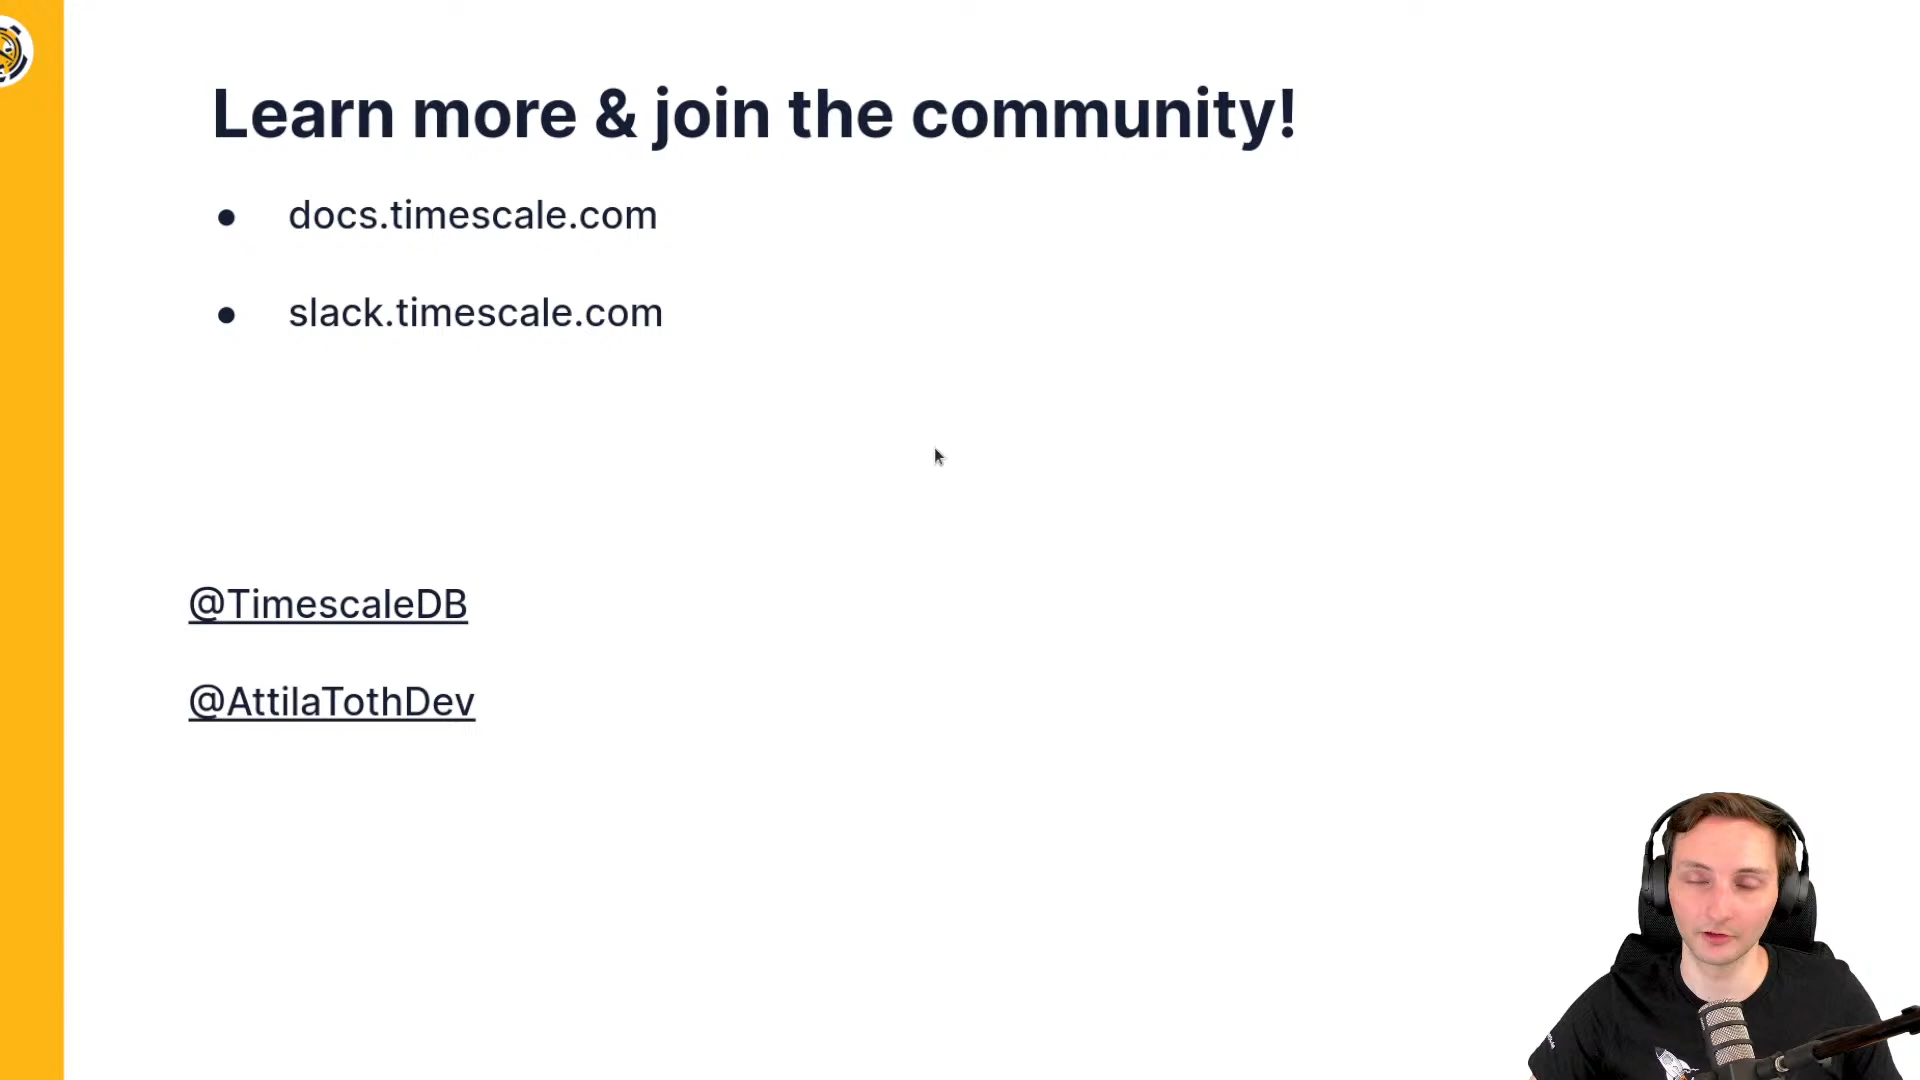 Learn more & join the community!
● docs.timescale.com
● slack.timescale.com
@TimescaleDB
@AttilaTothDev